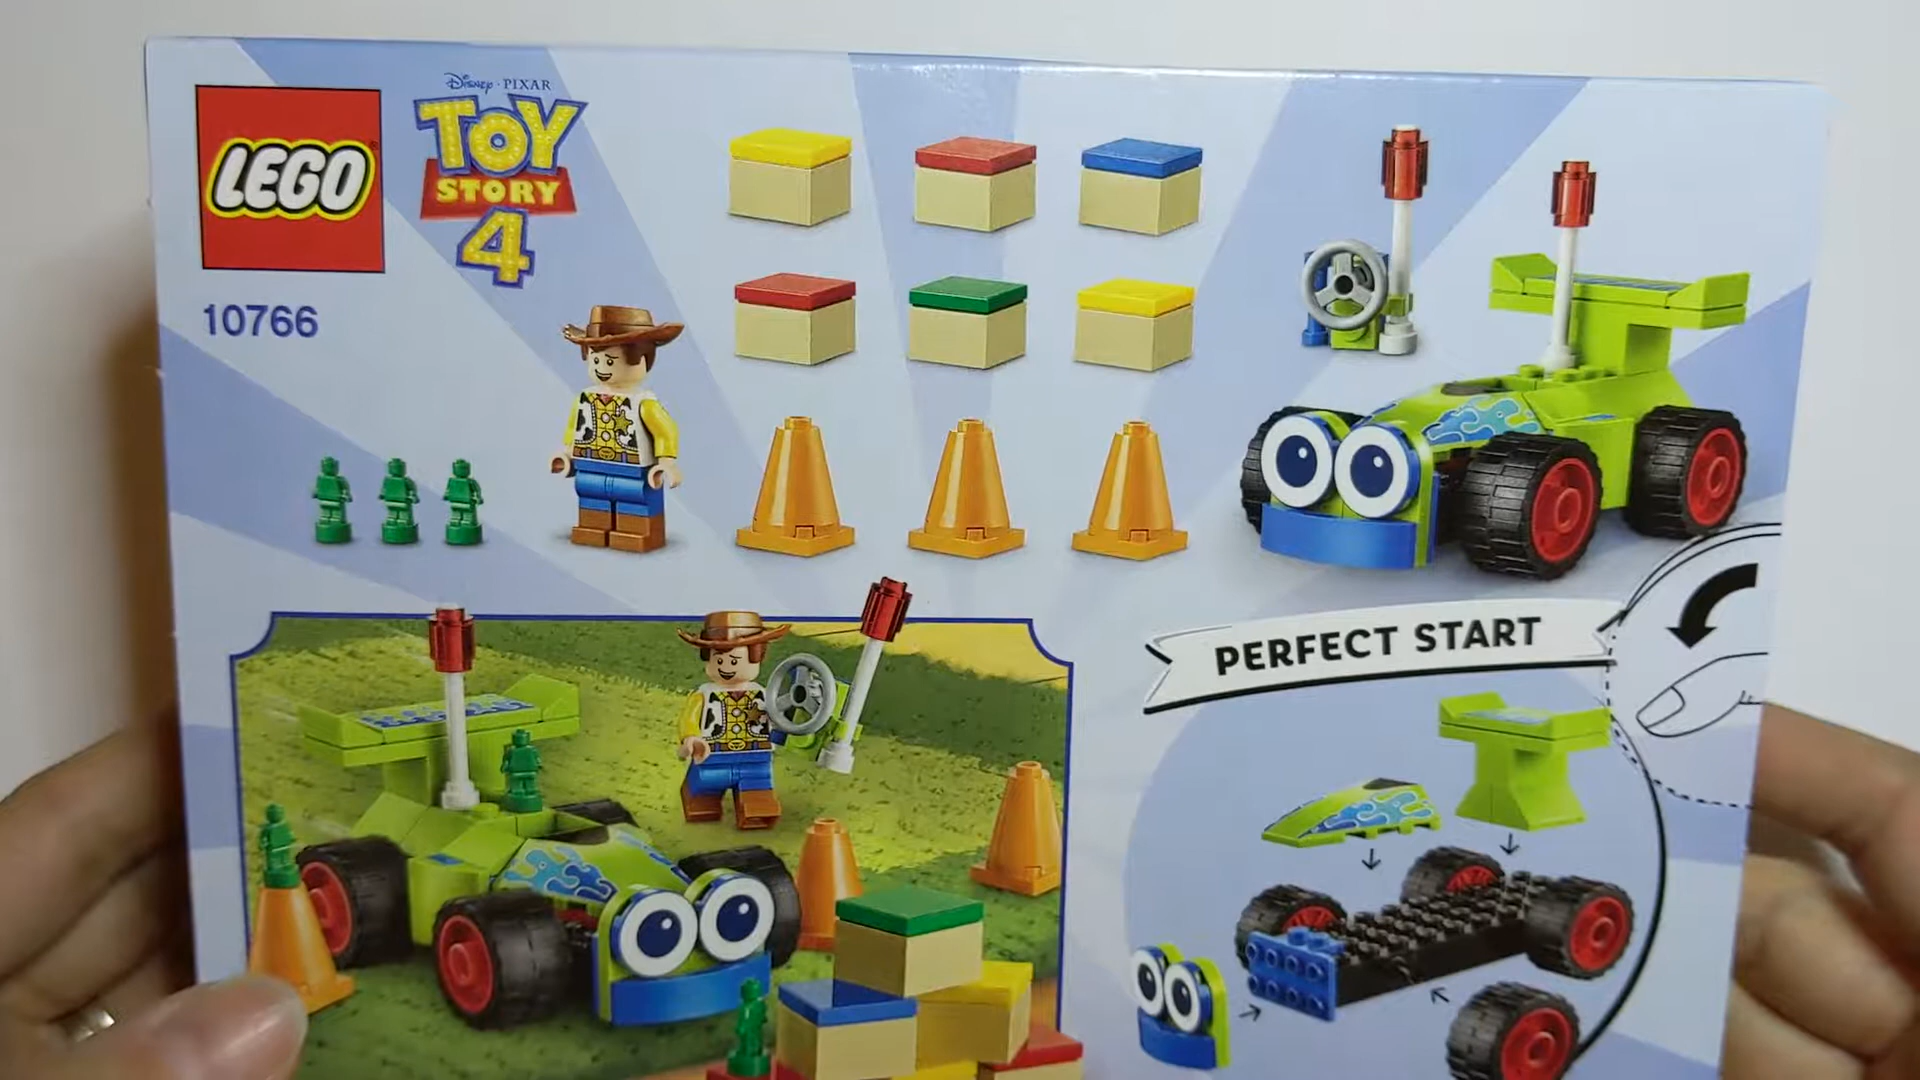 LEGO
Disney · PIXAR
TOY
STORY
4
10766
PERFECT START